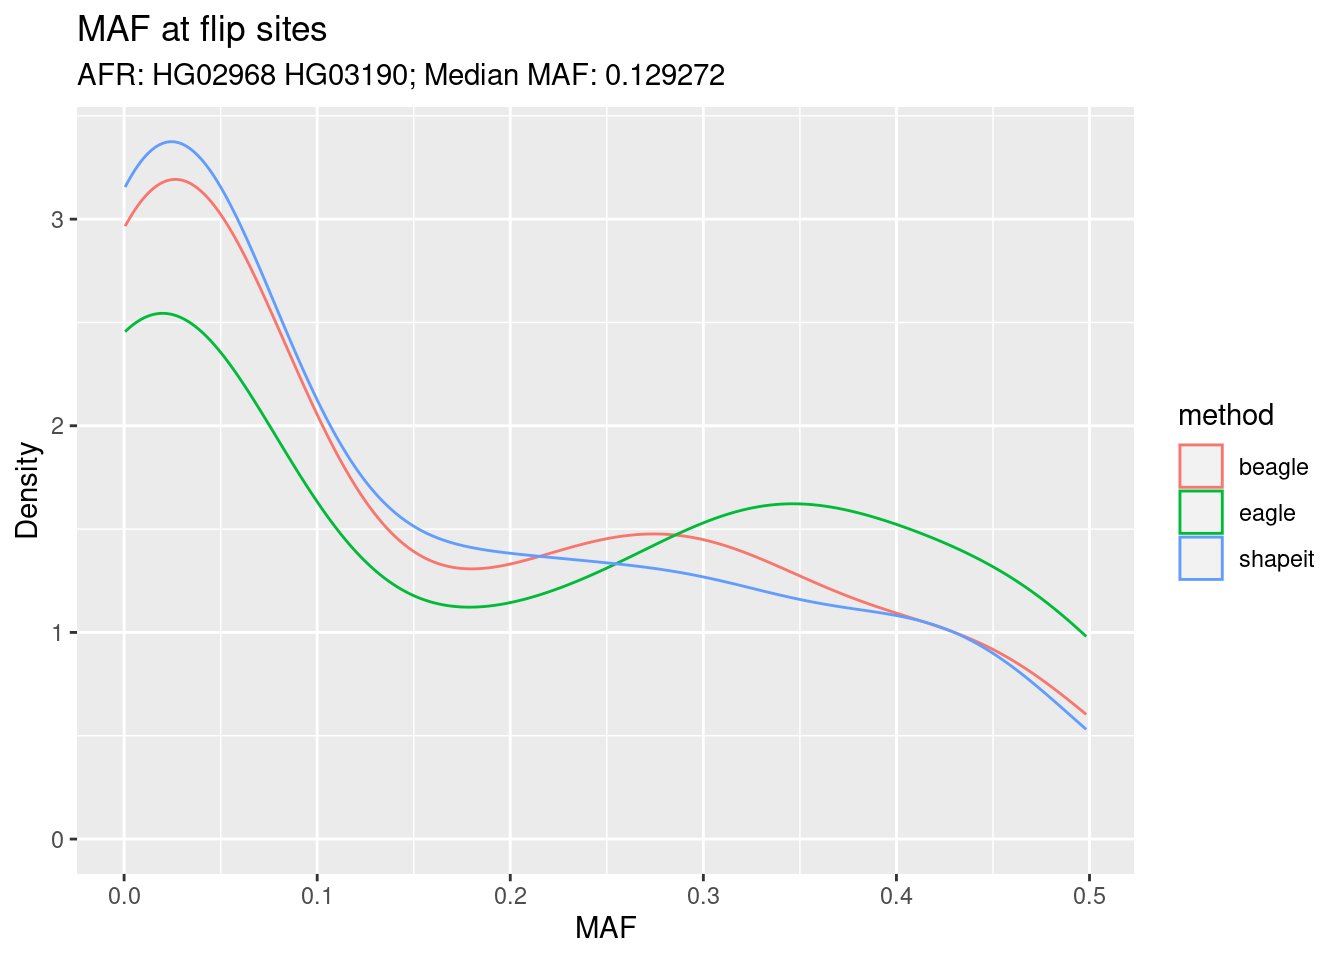 MAF at flip sites
AFR: HG02968 HG03190; Median MAF: 0.129272
Density
3
2
1
0
0.0 0.1 0.2 0.3 0.4 0.5
MAF
method
beagle
eagle
shapeit